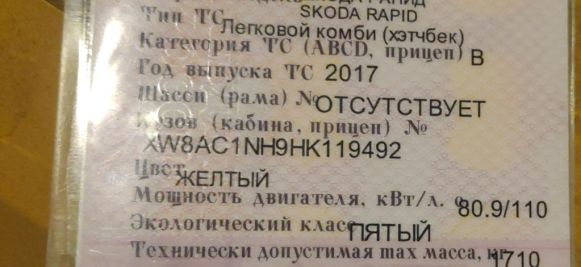 SKODA RAPID
Тип ТС Легковой комби (хэтчбек)
Категория ТС (ABCD, прицеп) B
Год выпуска ТС 2017
Шасси (рама) № ОТСУТСТВУЕТ
Кузов (кабина, прицеп) №
XW8AC1NH9HK119492
Цвет ЖЕЛТЫЙ
Мощность двигателя, кВт/л. с. 80.9/110
Экологический класс ПЯТЫЙ
Технически допустимая max масса, кг 1710